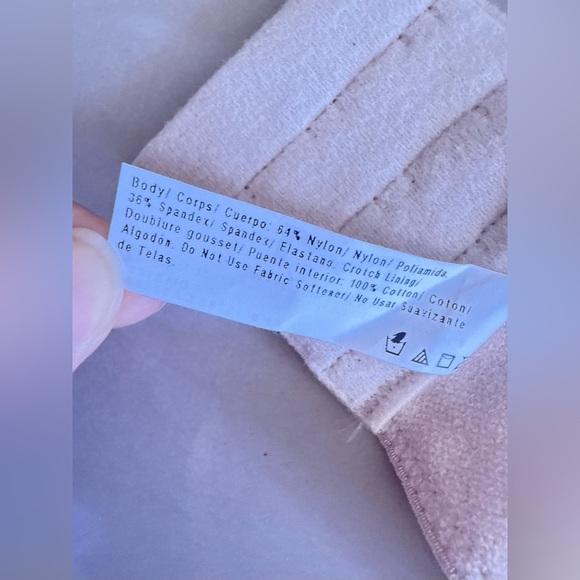 Body/ Corps/ Cuerpo: 64% Nylon/ Nylon/ Poliamida.
36% Spandex/ Spandex/ Elastano. Crotch Lining/
Doublure gousset/ Puente interior: 100% Cotton/ Coton/
Algodón. Do Not Use Fabric Softener/ No Usar Suavizante
de Telas.